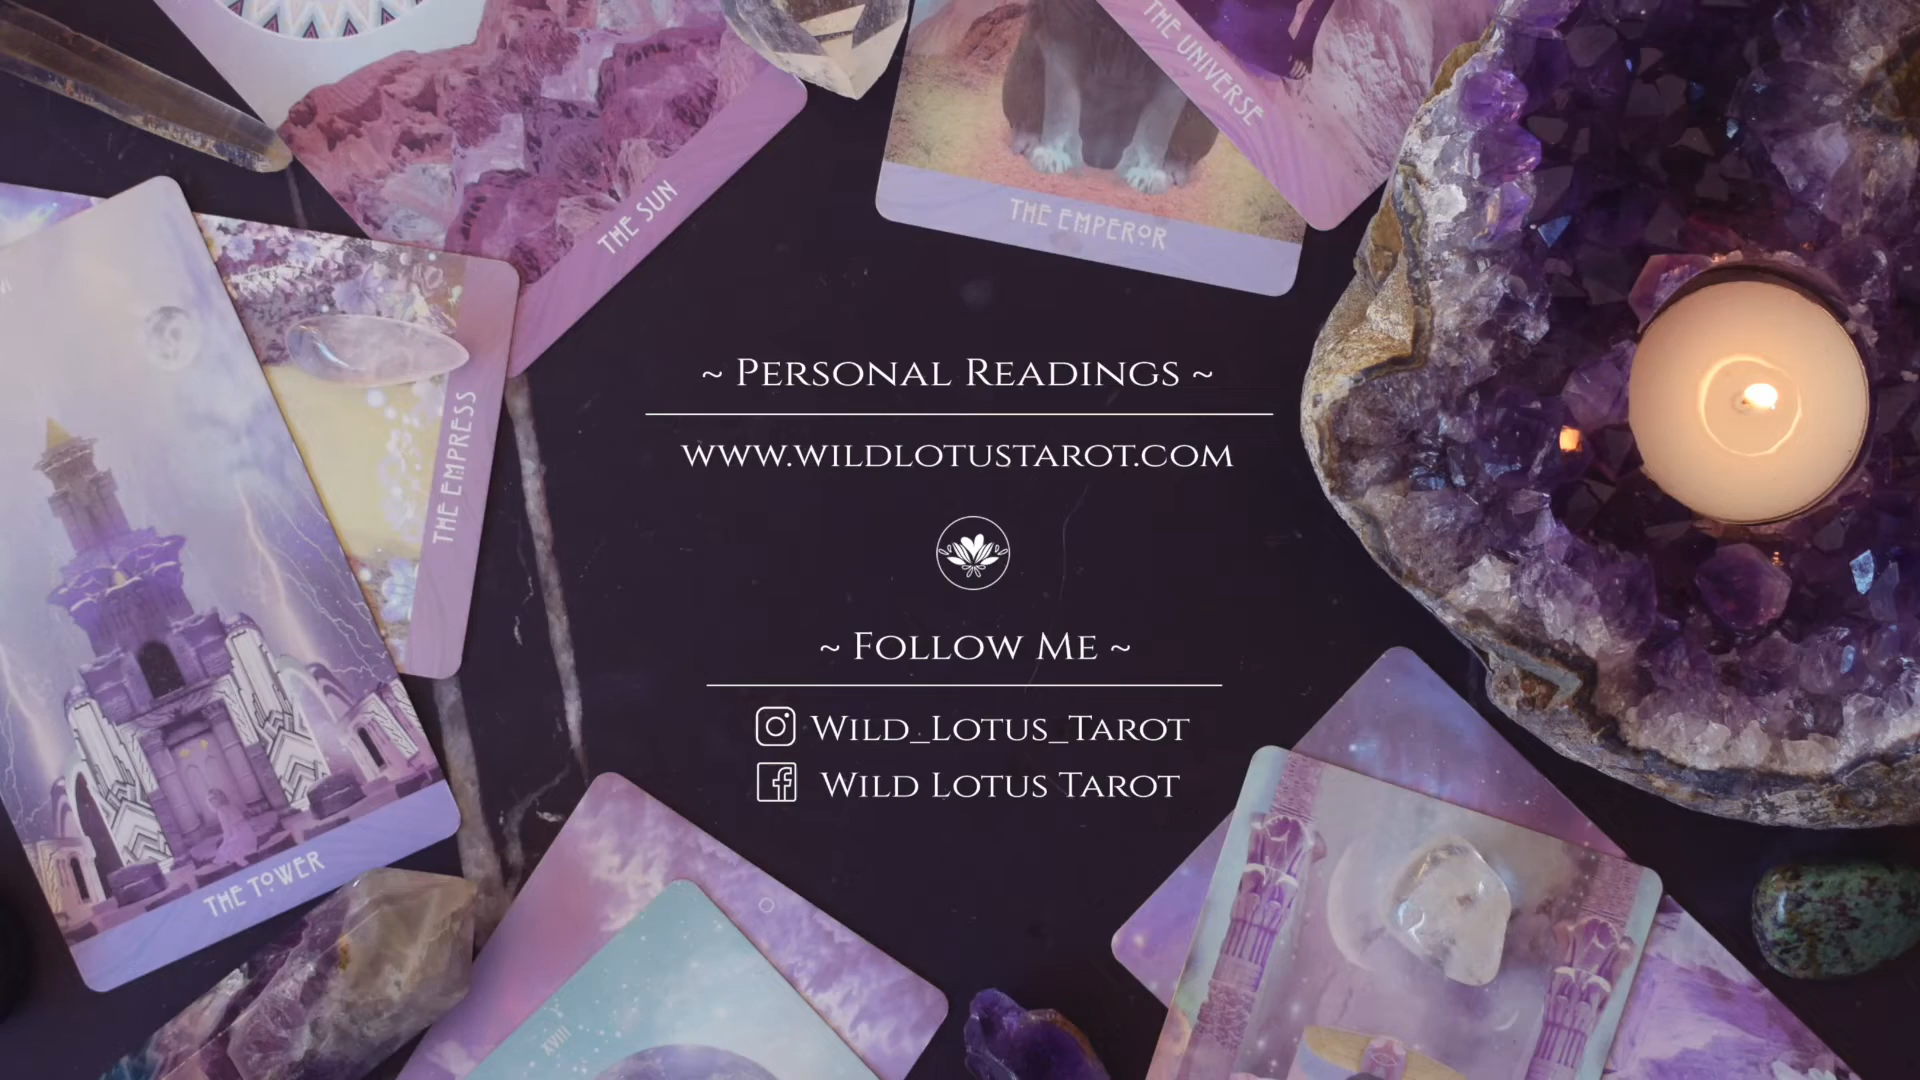 THE UNIVERSE
THE SUN
THE EMPEROR
~ PERSONAL READINGS ~
WWW.WILDLOTUSTAROT.COM
THE EMPRESS
~ FOLLOW ME ~
WILD_LOTUS_TAROT
WILD LOTUS TAROT
THE TOWER
XVIII